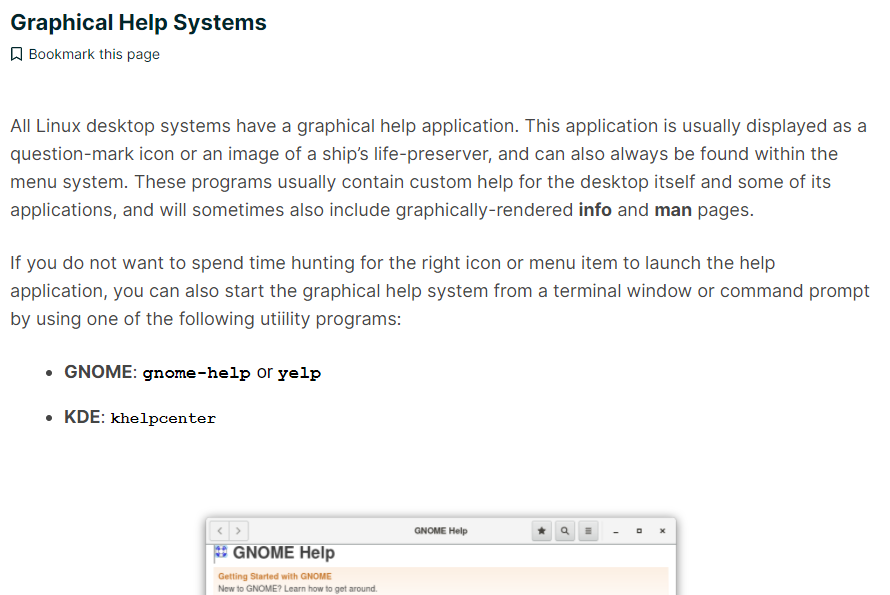 Graphical Help Systems
Bookmark this page
All Linux desktop systems have a graphical help application. This application is usually displayed as a
question-mark icon or an image of a ship’s life-preserver, and can also always be found within the
menu system. These programs usually contain custom help for the desktop itself and some of its
applications, and will sometimes also include graphically-rendered info and man pages.
If you do not want to spend time hunting for the right icon or menu item to launch the help
application, you can also start the graphical help system from a terminal window or command prompt
by using one of the following utiility programs:
• GNOME: gnome-help or yelp
• KDE: khelpcenter
GNOME Help
GNOME Help
Getting Started with GNOME
New to GNOME? Learn how to get around.